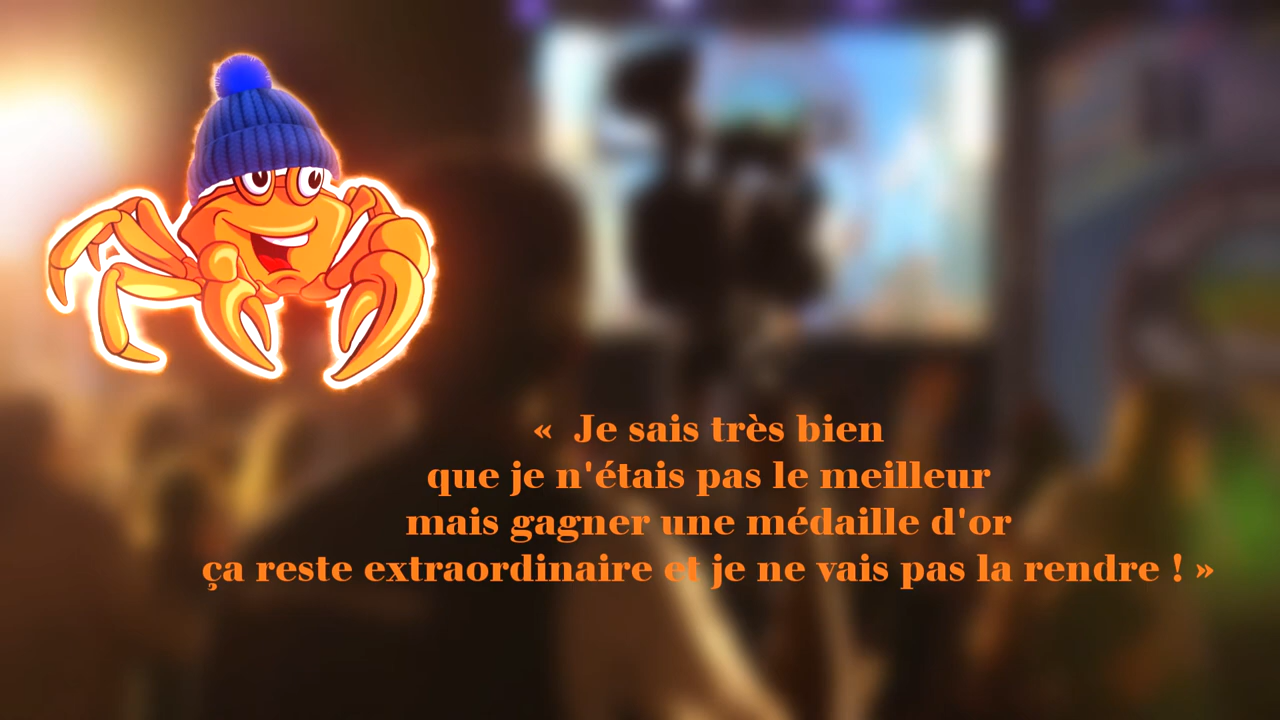 «  Je sais très bien
que je n'étais pas le meilleur
mais gagner une médaille d'or
ça reste extraordinaire et je ne vais pas la rendre ! »